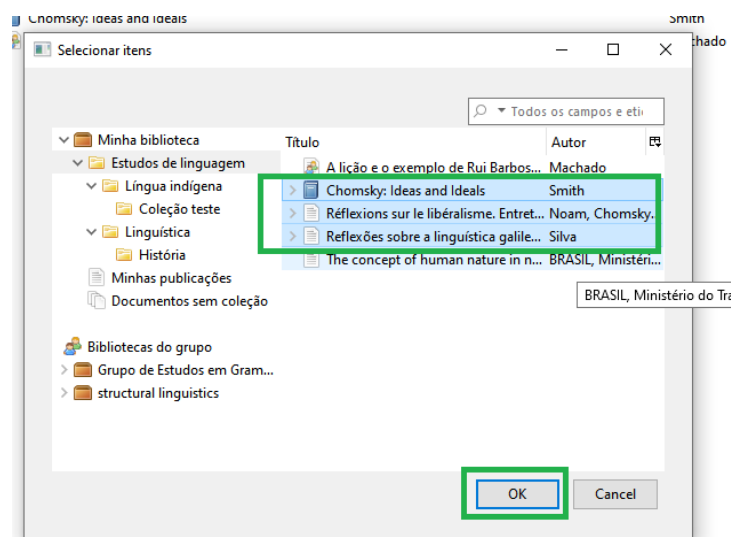 Chomsky: Ideas and Ideals Smith
Machado
Selecionar itens
Todos os campos e eti
Minha biblioteca
Estudos de linguagem
Língua indígena
Coleção teste
Linguística
História
Minhas publicações
Documentos sem coleção
Bibliotecas do grupo
Grupo de Estudos em Gram...
structural linguistics
Título Autor
A lição e o exemplo de Rui Barbos... Machado
Chomsky: Ideas and Ideals Smith
Réflexions sur le libéralisme. Entret... Noam, Chomsky...
Reflexões sobre a linguística galile... Silva
The concept of human nature in n... BRASIL, Ministéri...
BRASIL, Ministério do Tra
OK Cancel